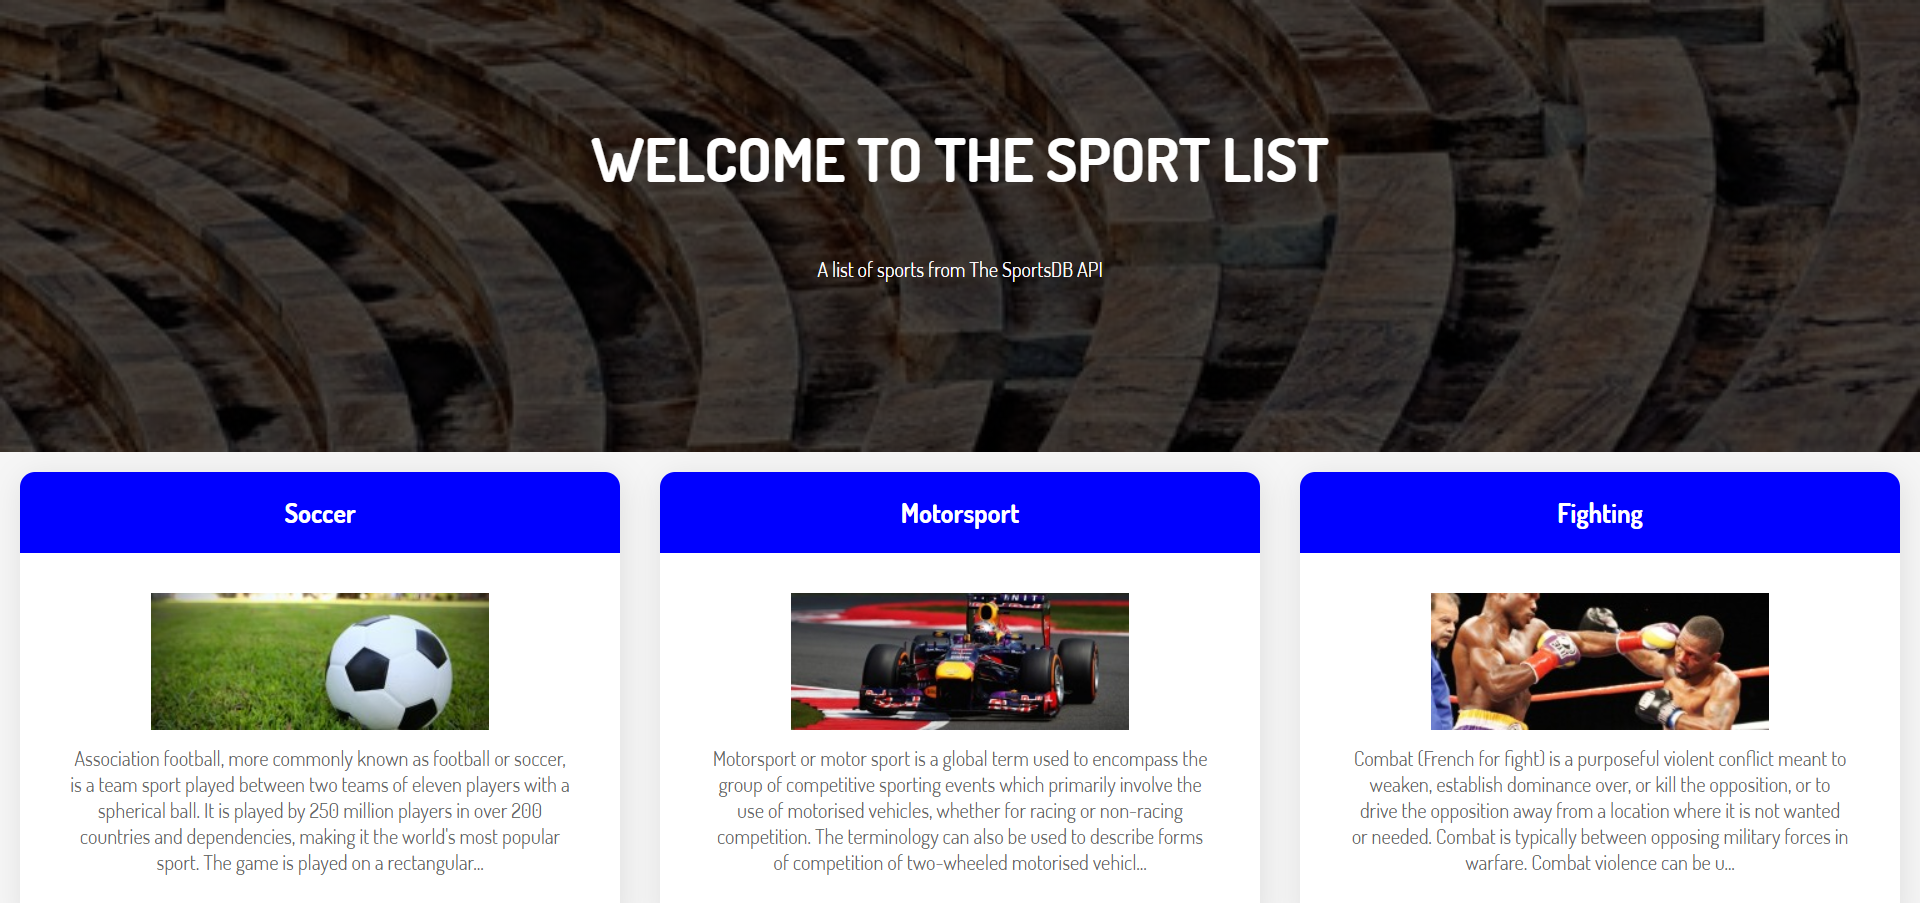 WELCOME TO THE SPORT LIST
A list of sports from The SportsDB API
Soccer
Association football, more commonly known as football or soccer,
is a team sport played between two teams of eleven players with a
spherical ball. It is played by 250 million players in over 200
countries and dependencies, making it the world's most popular
sport. The game is played on a rectangular...
Motorsport
Motorsport or motor sport is a global term used to encompass the
group of competitive sporting events which primarily involve the
use of motorised vehicles, whether for racing or non-racing
competition. The terminology can also be used to describe forms
of competition of two-wheeled motorised vehicl...
Fighting
Combat (French for fight) is a purposeful violent conflict meant to
weaken, establish dominance over, or kill the opposition, or to
drive the opposition away from a location where it is not wanted
or needed. Combat is typically between opposing military forces in
warfare. Combat violence can be u...